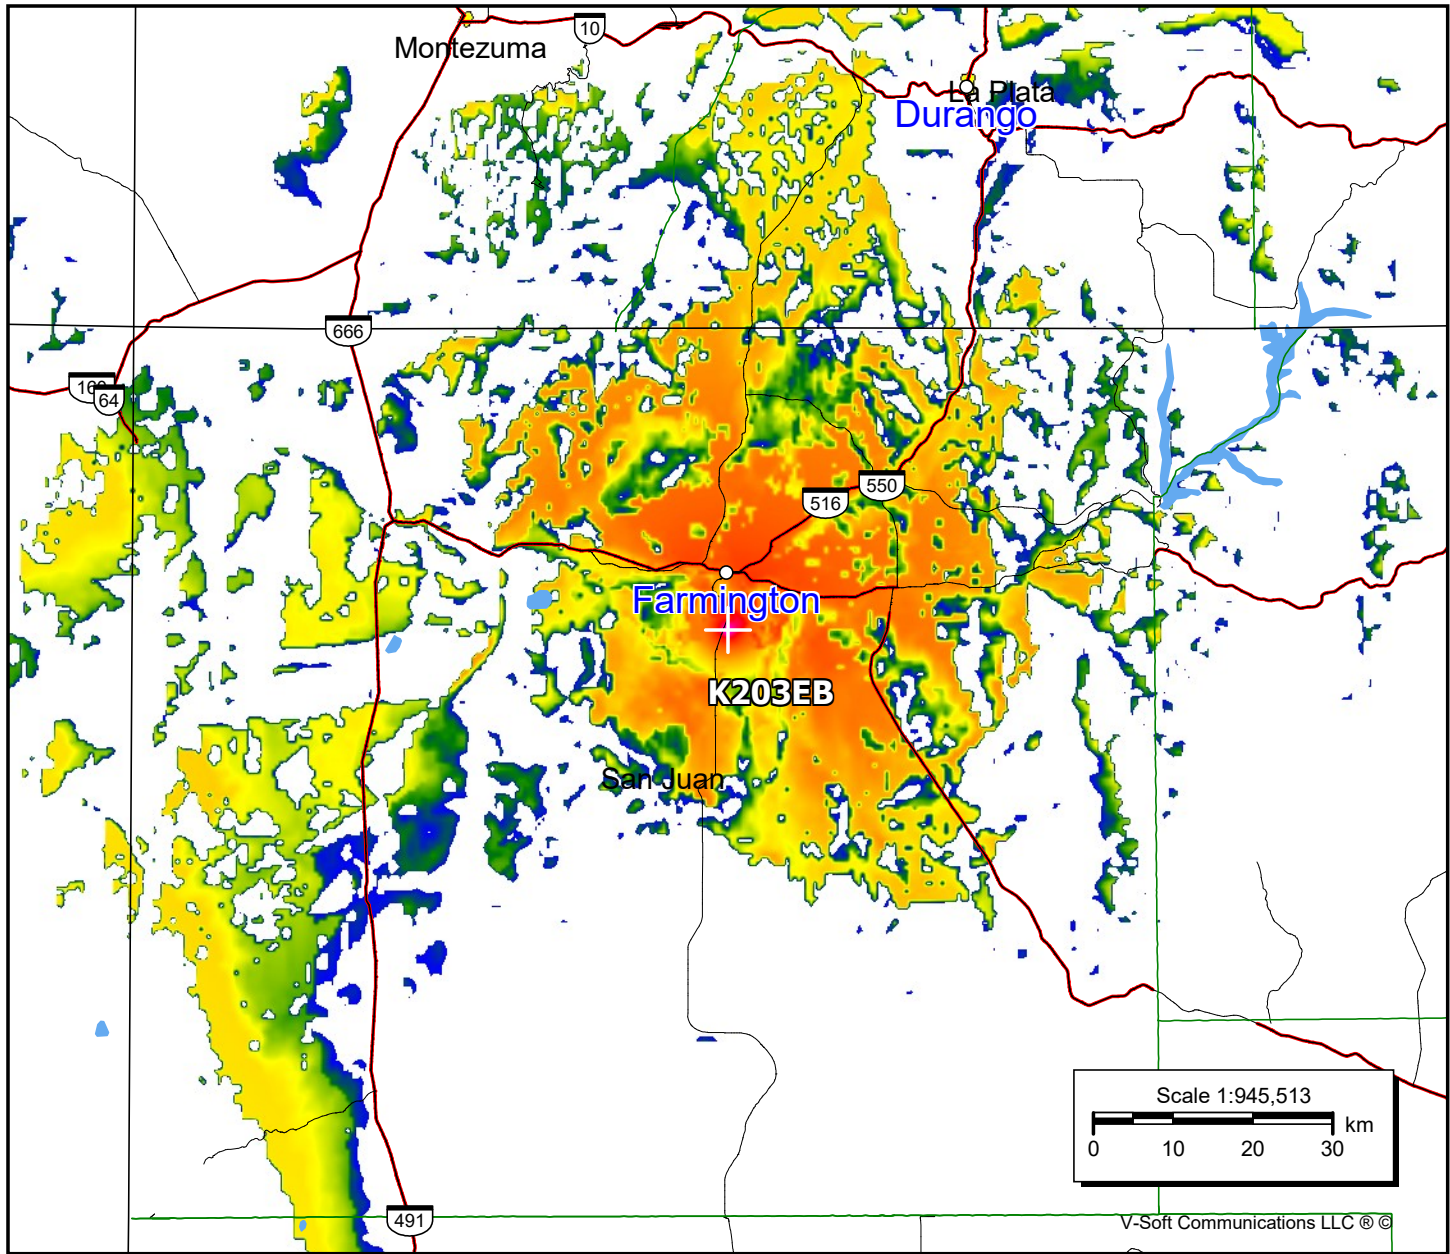 10
Montezuma
La Plata
Durango
666
160
64
550
516
Farmington
K203EB
San Juan
Scale 1:945,513
km
0 10 20 30
491
V-Soft Communications LLC ® ©